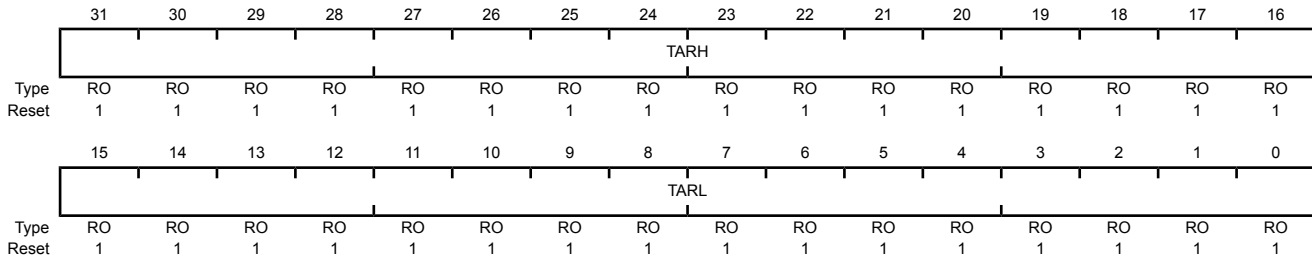 31 30 29 28 27 26 25 24 23 22 21 20 19 18 17 16
TARH
Type RO RO RO RO RO RO RO RO RO RO RO RO RO RO RO RO
Reset 1 1 1 1 1 1 1 1 1 1 1 1 1 1 1 1
15 14 13 12 11 10 9 8 7 6 5 4 3 2 1 0
TARL
Type RO RO RO RO RO RO RO RO RO RO RO RO RO RO RO RO
Reset 1 1 1 1 1 1 1 1 1 1 1 1 1 1 1 1